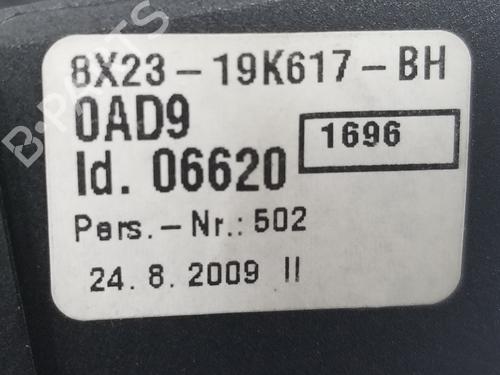 8X23-19K617-BH
0AD9
1696
Id. 06620
Pers.-Nr.: 502
24. 8. 2009 II